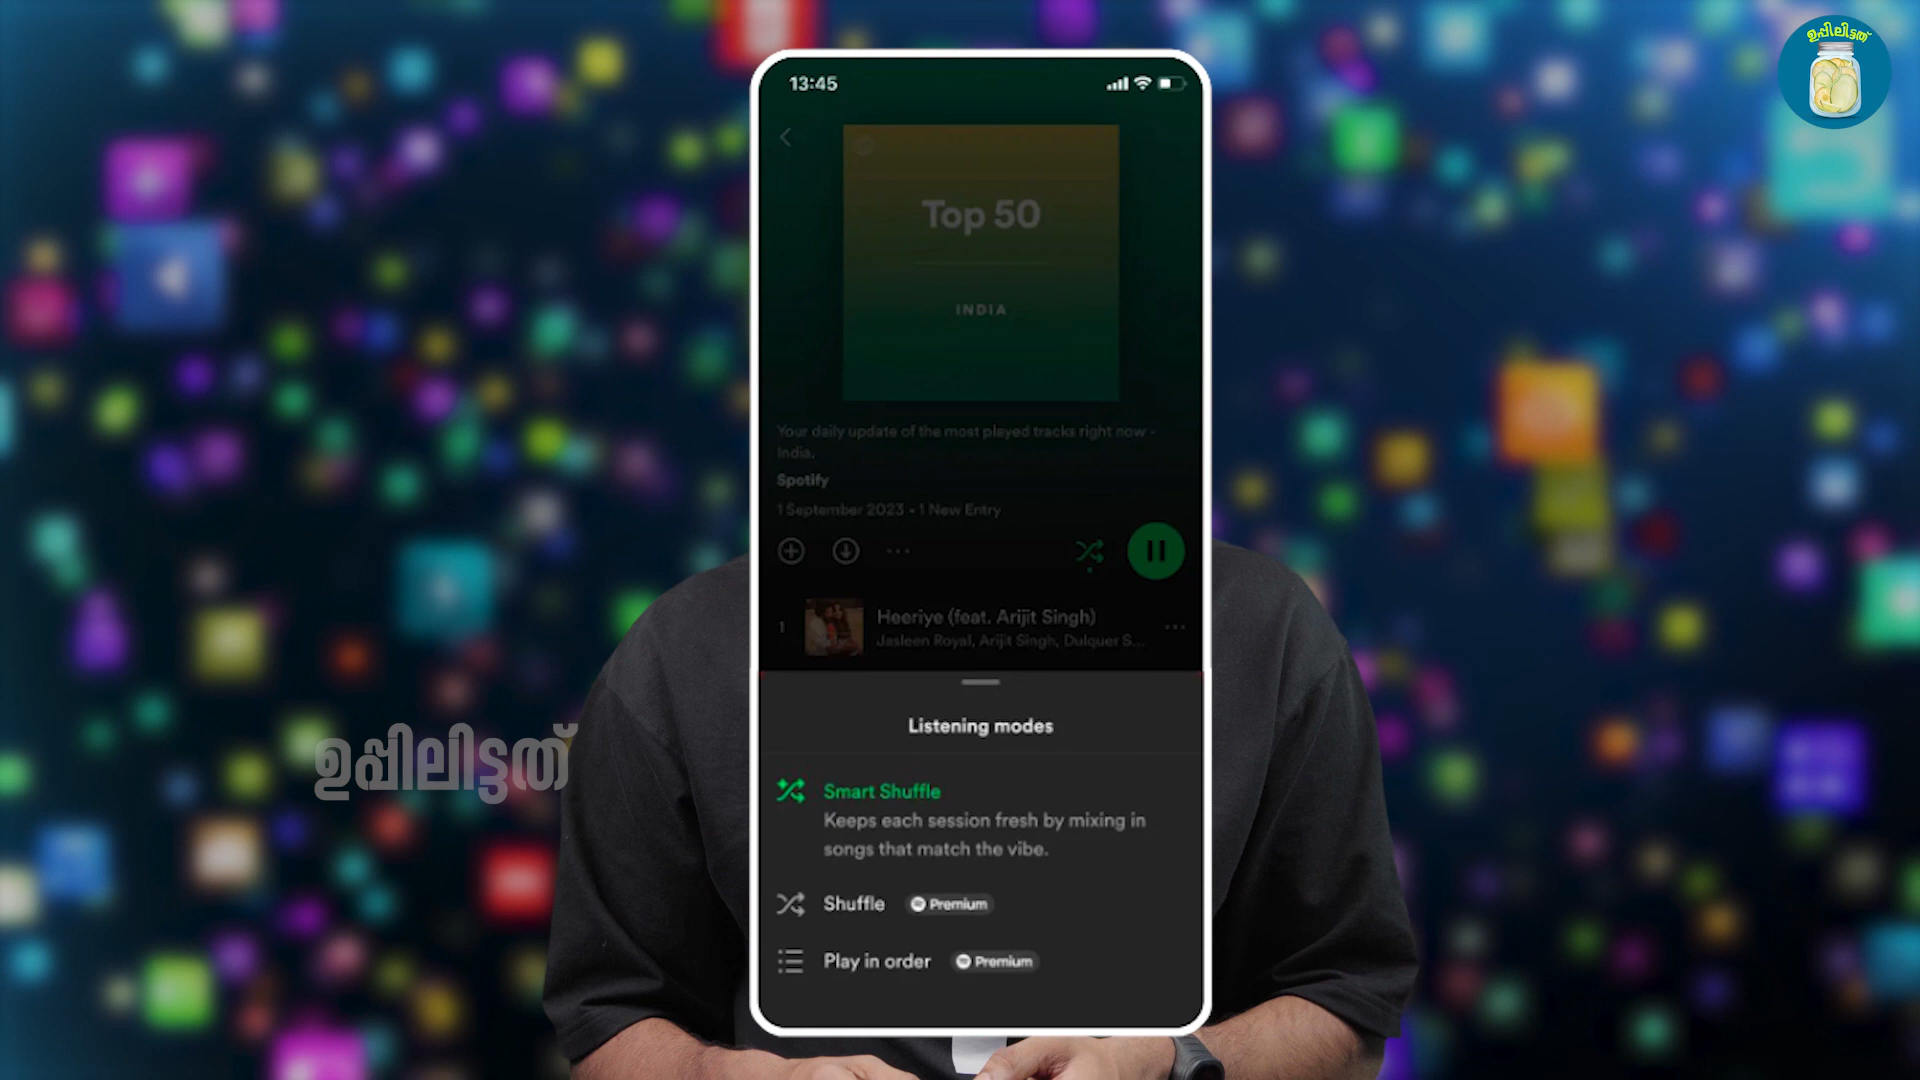 ഉപ്പിലിട്ടത്
13:45
Top 50
INDIA
Your daily update of the most played tracks right now -
India.
Spotify
1 September 2023 • 1 New Entry
1
Heeriye (feat. Arijit Singh)
Jasleen Royal, Arijit Singh, Dulquer S...
Listening modes
Smart Shuffle
Keeps each session fresh by mixing in
songs that match the vibe.
Shuffle Premium
Play in order Premium
ഉപ്പിലിട്ടത്